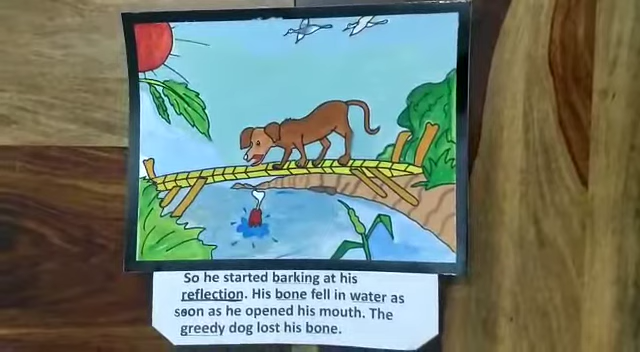 So he started barking at his
reflection. His bone fell in water as
soon as he opened his mouth. The
greedy dog lost his bone.